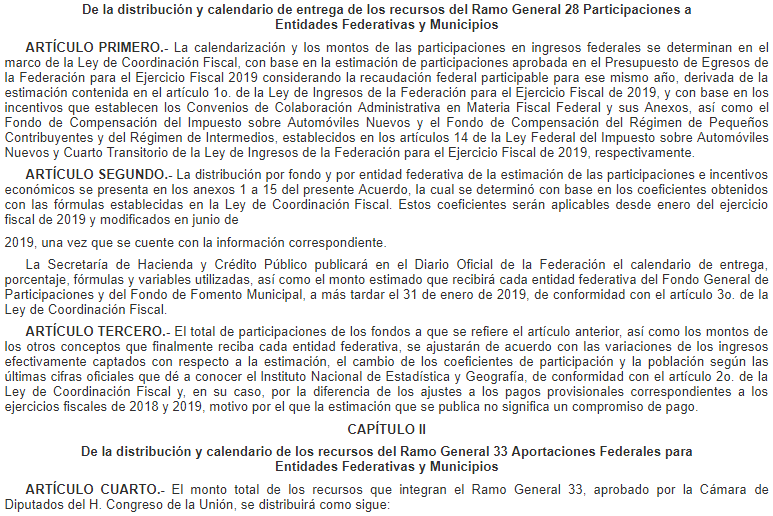 De la distribución y calendario de entrega de los recursos del Ramo General 28 Participaciones a
Entidades Federativas y Municipios
ARTÍCULO PRIMERO.- La calendarización y los montos de las participaciones en ingresos federales se determinan en el
marco de la Ley de Coordinación Fiscal, con base en la estimación de participaciones aprobada en el Presupuesto de Egresos de
la Federación para el Ejercicio Fiscal 2019 considerando la recaudación federal participable para ese mismo año, derivada de la
estimación contenida en el artículo 1o. de la Ley de Ingresos de la Federación para el Ejercicio Fiscal de 2019, y con base en los
incentivos que establecen los Convenios de Colaboración Administrativa en Materia Fiscal Federal y sus Anexos, así como el
Fondo de Compensación del Impuesto sobre Automóviles Nuevos y el Fondo de Compensación del Régimen de Pequeños
Contribuyentes y del Régimen de Intermedios, establecidos en los artículos 14 de la Ley Federal del Impuesto sobre Automóviles
Nuevos y Cuarto Transitorio de la Ley de Ingresos de la Federación para el Ejercicio Fiscal de 2019, respectivamente.
ARTÍCULO SEGUNDO.- La distribución por fondo y por entidad federativa de la estimación de las participaciones e incentivos
económicos se presenta en los anexos 1 a 15 del presente Acuerdo, la cual se determinó con base en los coeficientes obtenidos
con las fórmulas establecidas en la Ley de Coordinación Fiscal. Estos coeficientes serán aplicables desde enero del ejercicio
fiscal de 2019 y modificados en junio de
2019, una vez que se cuente con la información correspondiente.
La Secretaría de Hacienda y Crédito Público publicará en el Diario Oficial de la Federación el calendario de entrega,
porcentaje, fórmulas y variables utilizadas, así como el monto estimado que recibirá cada entidad federativa del Fondo General de
Participaciones y del Fondo de Fomento Municipal, a más tardar el 31 de enero de 2019, de conformidad con el artículo 3o. de la
Ley de Coordinación Fiscal.
ARTÍCULO TERCERO.- El total de participaciones de los fondos a que se refiere el artículo anterior, así como los montos de
los otros conceptos que finalmente reciba cada entidad federativa, se ajustarán de acuerdo con las variaciones de los ingresos
efectivamente captados con respecto a la estimación, el cambio de los coeficientes de participación y la población según las
últimas cifras oficiales que dé a conocer el Instituto Nacional de Estadística y Geografía, de conformidad con el artículo 2o. de la
Ley de Coordinación Fiscal y, en su caso, por la diferencia de los ajustes a los pagos provisionales correspondientes a los
ejercicios fiscales de 2018 y 2019, motivo por el que la estimación que se publica no significa un compromiso de pago.
CAPÍTULO II
De la distribución y calendario de los recursos del Ramo General 33 Aportaciones Federales para
Entidades Federativas y Municipios
ARTÍCULO CUARTO.- El monto total de los recursos que integran el Ramo General 33, aprobado por la Cámara de
Diputados del H. Congreso de la Unión, se distribuirá como sigue: